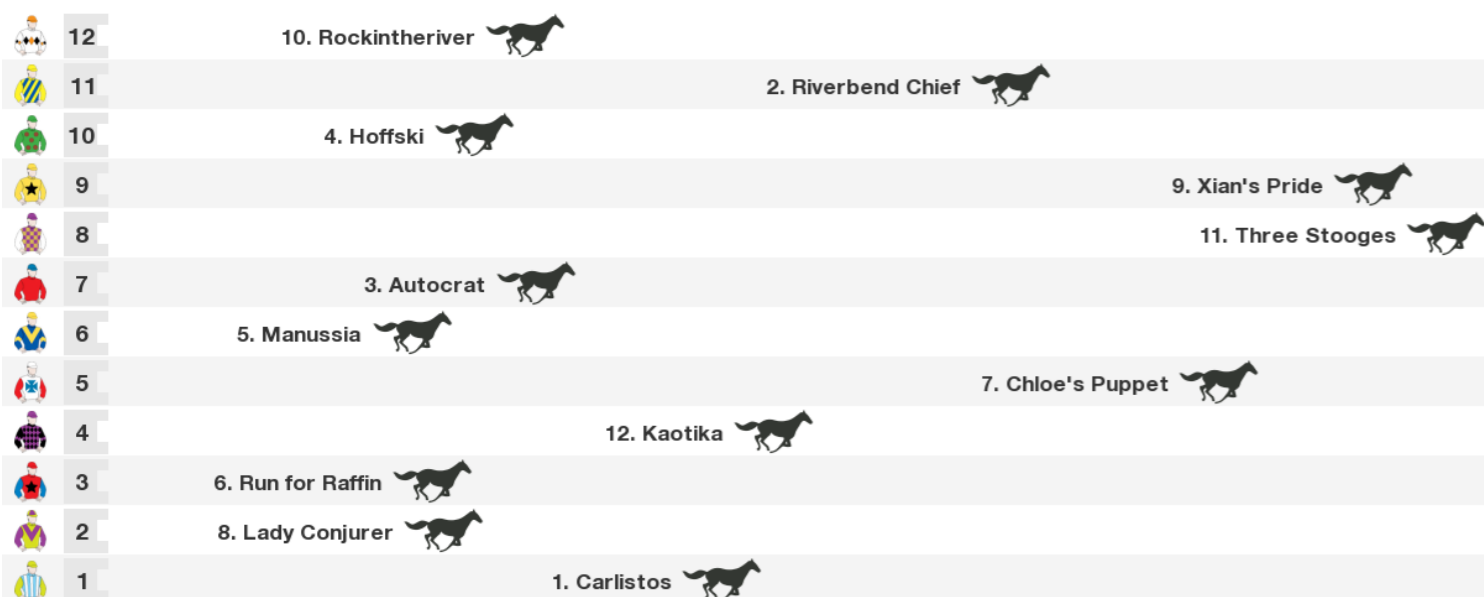 12 10. Rockintheriver
11 2. Riverbend Chief
10 4. Hoffski
9 9. Xian's Pride
8 11. Three Stooges
7 3. Autocrat
6 5. Manussia
5 7. Chloe's Puppet
4 12. Kaotika
3 6. Run for Raffin
2 8. Lady Conjurer
1 1. Carlistos